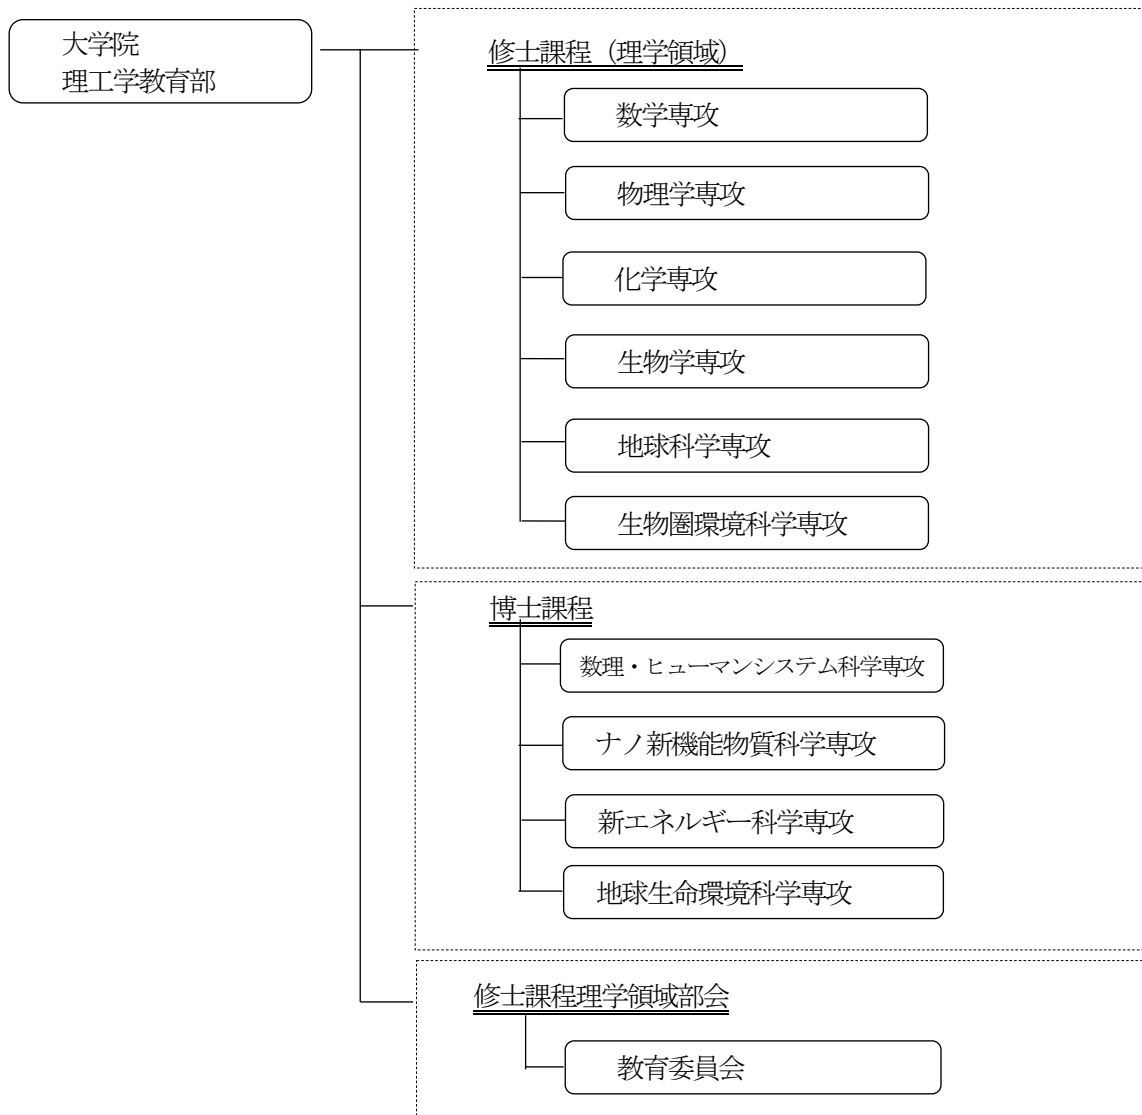 大学院
理工学教育部
修士課程（理学領域）
数学専攻
物理学専攻
化学専攻
生物学専攻
地球科学専攻
生物圏環境科学専攻
博士課程
数理・ヒューマンシステム科学専攻
ナノ新機能物質科学専攻
新エネルギー科学専攻
地球生命環境科学専攻
修士課程理学領域部会
教育委員会